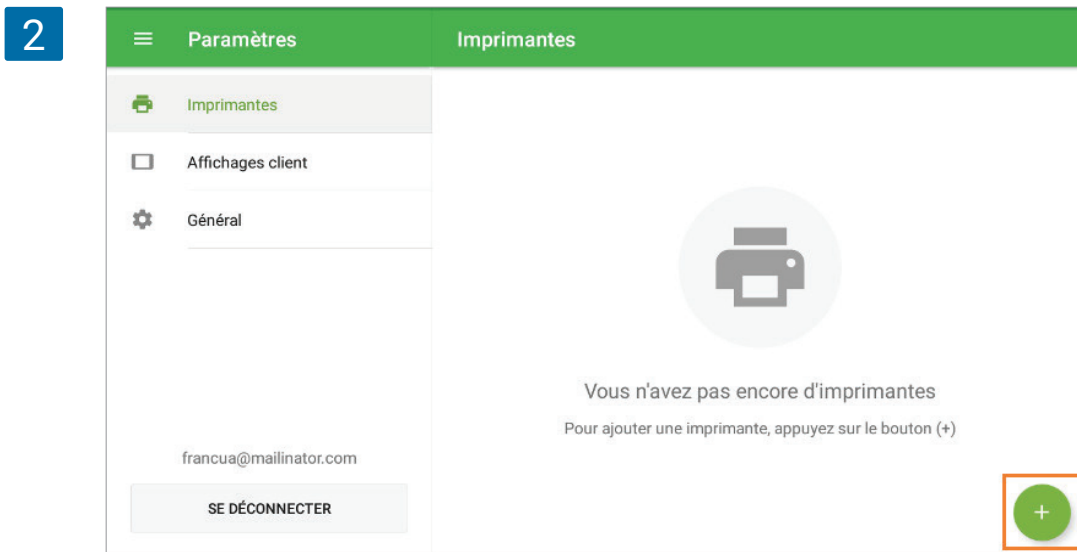 2
Paramètres
Imprimantes
Imprimantes
Affichages client
Général
Vous n'avez pas encore d'imprimantes
Pour ajouter une imprimante, appuyez sur le bouton (+)
francua@mailinator.com
SE DÉCONNECTER
+